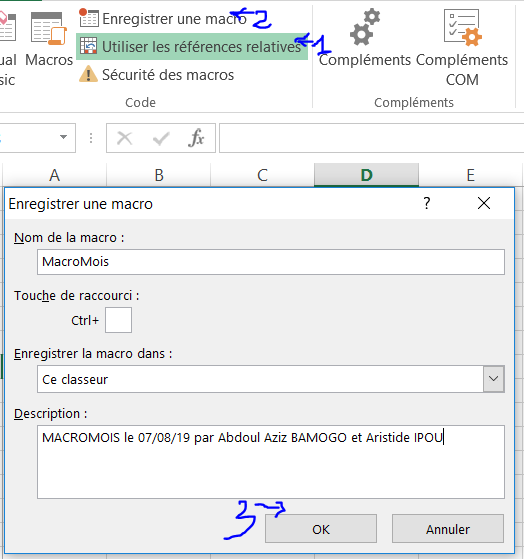 Enregistrer une macro 2
ual Macros Utiliser les références relatives 1 Compléments Compléments
sic Sécurité des macros COM
Code Compléments
fx
A B C D E
Enregistrer une macro ? ×
Nom de la macro :
MacroMois
Touche de raccourci :
Ctrl+
Enregistrer la macro dans :
Ce classeur
Description :
MACROMOIS le 07/08/19 par Abdoul Aziz BAMOGO et Aristide IPOU
3
OK Annuler